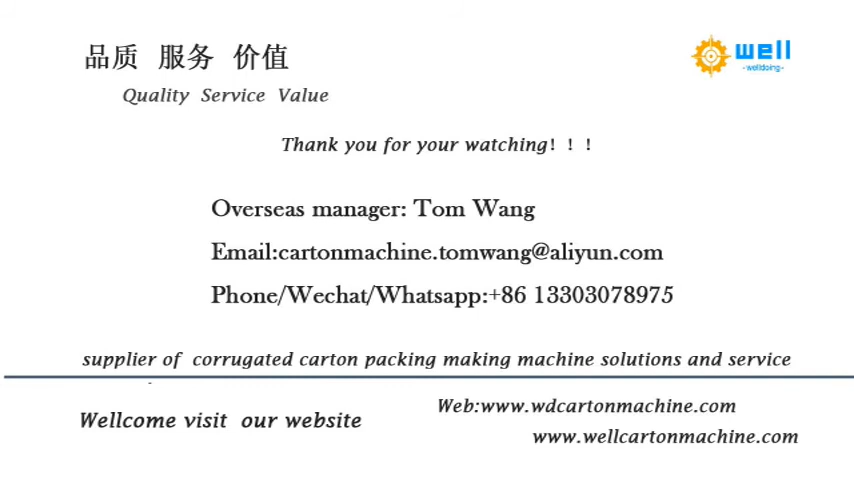 品质 服务 价值
well
-welldoing-
Quality Service Value
Thank you for your watching！！！
Overseas manager: Tom Wang
Email:cartonmachine.tomwang@aliyun.com
Phone/Wechat/Whatsapp:+86 13303078975
supplier of corrugated carton packing making machine solutions and service
Wellcome visit our website
Web:www.wdcartonmachine.com
www.wellcartonmachine.com